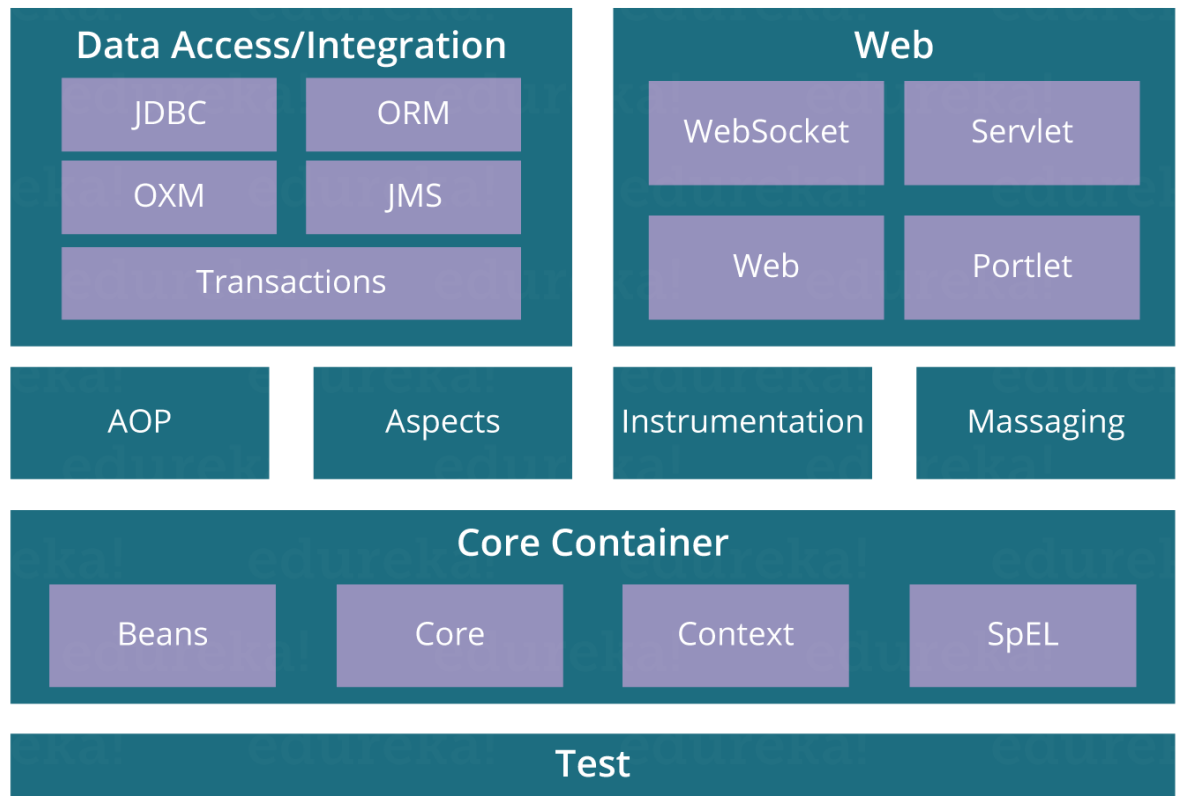 Data Access/Integration
JDBC
ORM
OXM
JMS
Transactions
Web
WebSocket
Servlet
Web
Portlet
AOP
Aspects
Instrumentation
Massaging
Core Container
Beans
Core
Context
SpEL
Test
edureka!